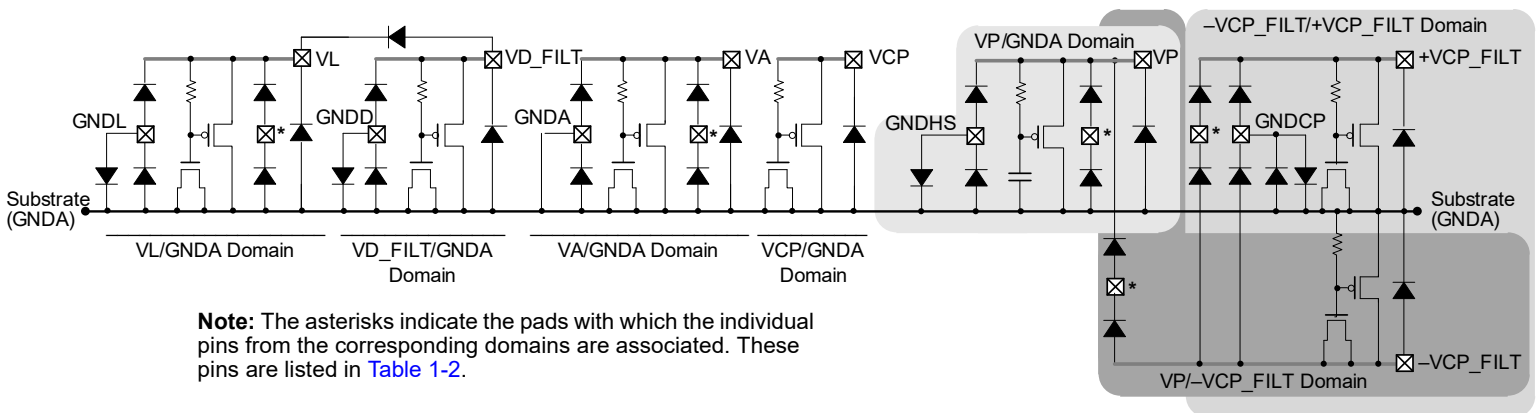 –VCP_FILT/+VCP_FILT Domain
VP/GNDA Domain
VL
VD_FILT
VA
VCP
VP
+VCP_FILT
GNDL
*
GNDD
GNDA
*
GNDHS
*
*
GNDCP
Substrate
(GNDA)
Substrate
(GNDA)
VL/GNDA Domain
VD_FILT/GNDA
Domain
VA/GNDA Domain
VCP/GNDA
Domain
*
Note: The asterisks indicate the pads with which the individual
pins from the corresponding domains are associated. These
pins are listed in Table 1-2.
–VCP_FILT
VP/–VCP_FILT Domain